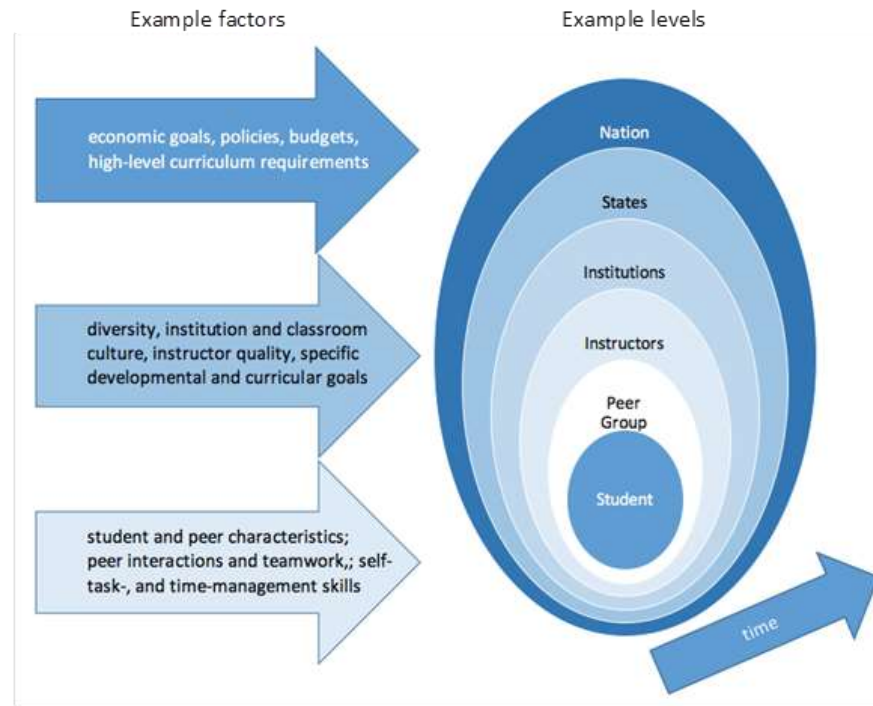 Example factors
Example levels
economic goals, policies, budgets,
high-level curriculum requirements
diversity, institution and classroom
culture, instructor quality, specific
developmental and curricular goals
student and peer characteristics;
peer interactions and teamwork,; self-
task-, and time-management skills
Nation
States
Institutions
Instructors
Peer
Group
Student
time